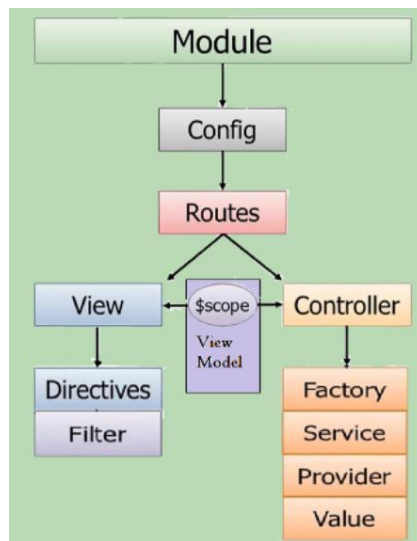 Module
Config
Routes
View
$scope
Controller
View
Model
Directives
Filter
Factory
Service
Provider
Value